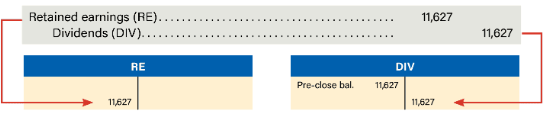 Retained earnings (RE)........................................ 11,627
Dividends (DIV)........................................... 11,627
RE
11,627
DIV
Pre-close bal. 11,627
11,627